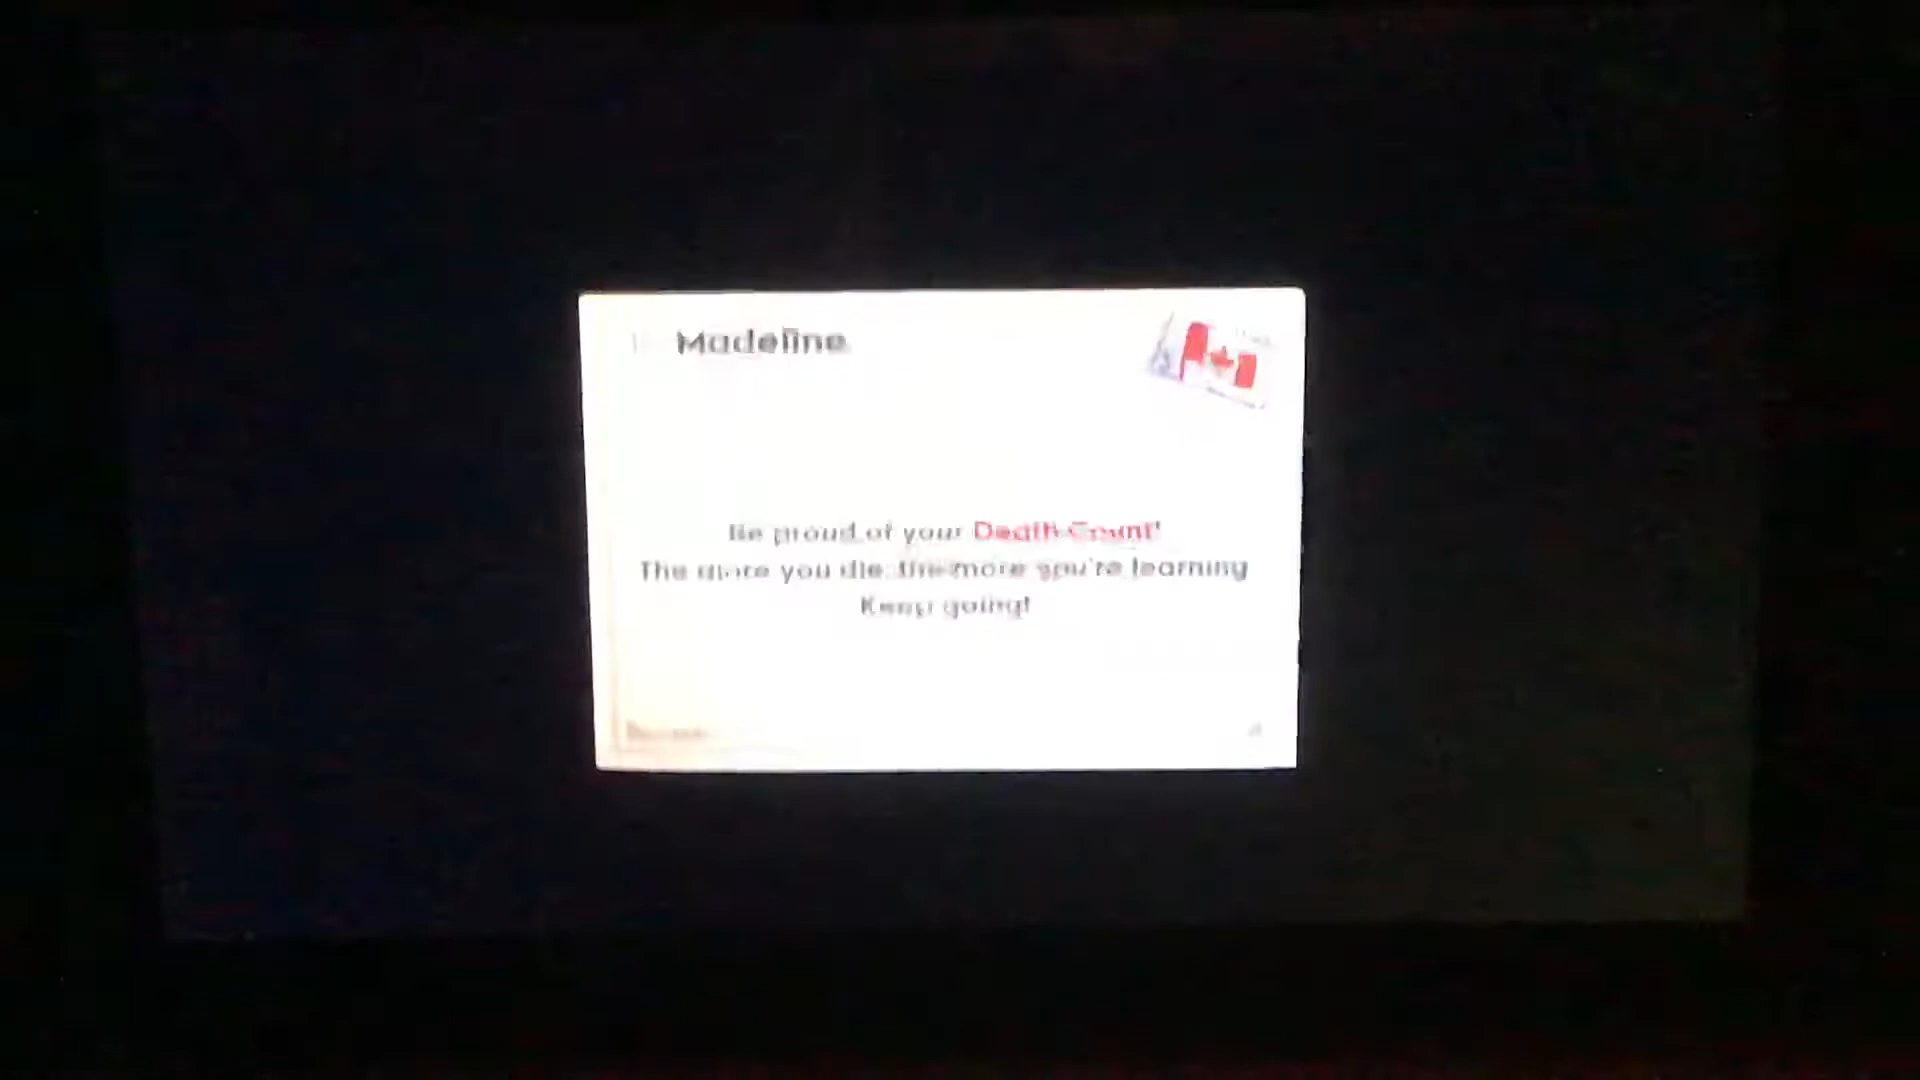 Madeline
Be proud of your Death Count!
The more you die, the more you're learning
Keep going!